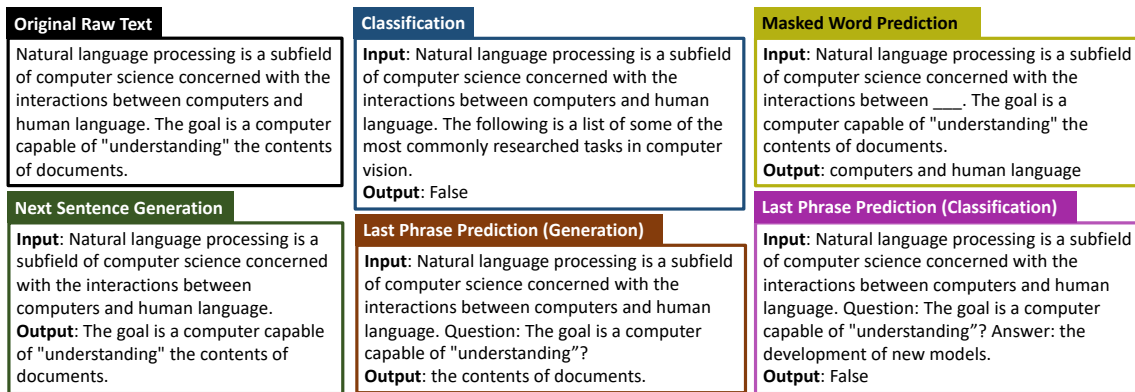 Original Raw Text
Natural language processing is a subfield
of computer science concerned with the
interactions between computers and
human language. The goal is a computer
capable of "understanding" the contents
of documents.
Classification
Input: Natural language processing is a subfield
of computer science concerned with the
interactions between computers and human
language. The following is a list of some of the
most commonly researched tasks in computer
vision.
Output: False
Masked Word Prediction
Input: Natural language processing is a subfield
of computer science concerned with the
interactions between ___. The goal is a
computer capable of "understanding" the
contents of documents.
Output: computers and human language
Next Sentence Generation
Input: Natural language processing is a
subfield of computer science concerned
with the interactions between
computers and human language.
Output: The goal is a computer capable
of "understanding" the contents of
documents.
Last Phrase Prediction (Generation)
Input: Natural language processing is a subfield
of computer science concerned with the
interactions between computers and human
language. Question: The goal is a computer
capable of "understanding”?
Output: the contents of documents.
Last Phrase Prediction (Classification)
Input: Natural language processing is a subfield
of computer science concerned with the
interactions between computers and human
language. Question: The goal is a computer
capable of "understanding”? Answer: the
development of new models.
Output: False